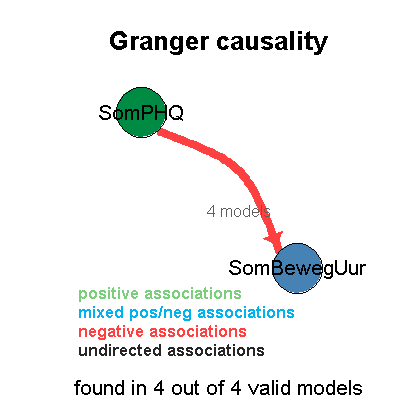 Granger causality
SomPHQ
4 models
SomBewegUur
positive associations
mixed pos/neg associations
negative associations
undirected associations
found in 4 out of 4 valid models